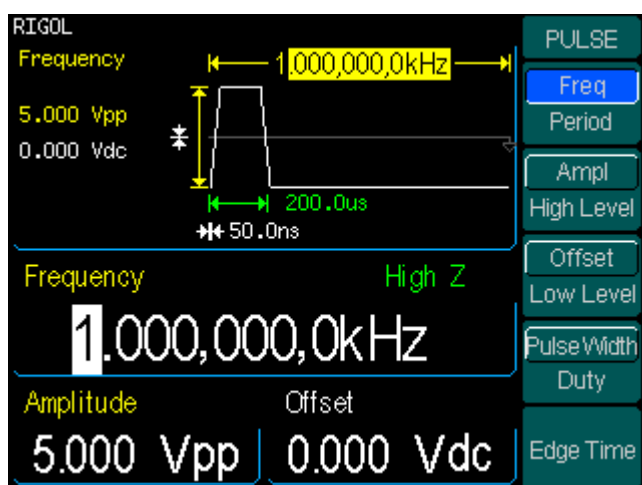 RIGOL
Frequency
1.000,000,0kHz
5.000 Vpp
0.000 Vdc
200.0us
50.0ns
Frequency
High Z
1.000,000,0kHz
Amplitude
Offset
5.000 Vpp
0.000 Vdc
PULSE
Freq
Period
Ampl
High Level
Offset
Low Level
PulseWidth
Duty
Edge Time